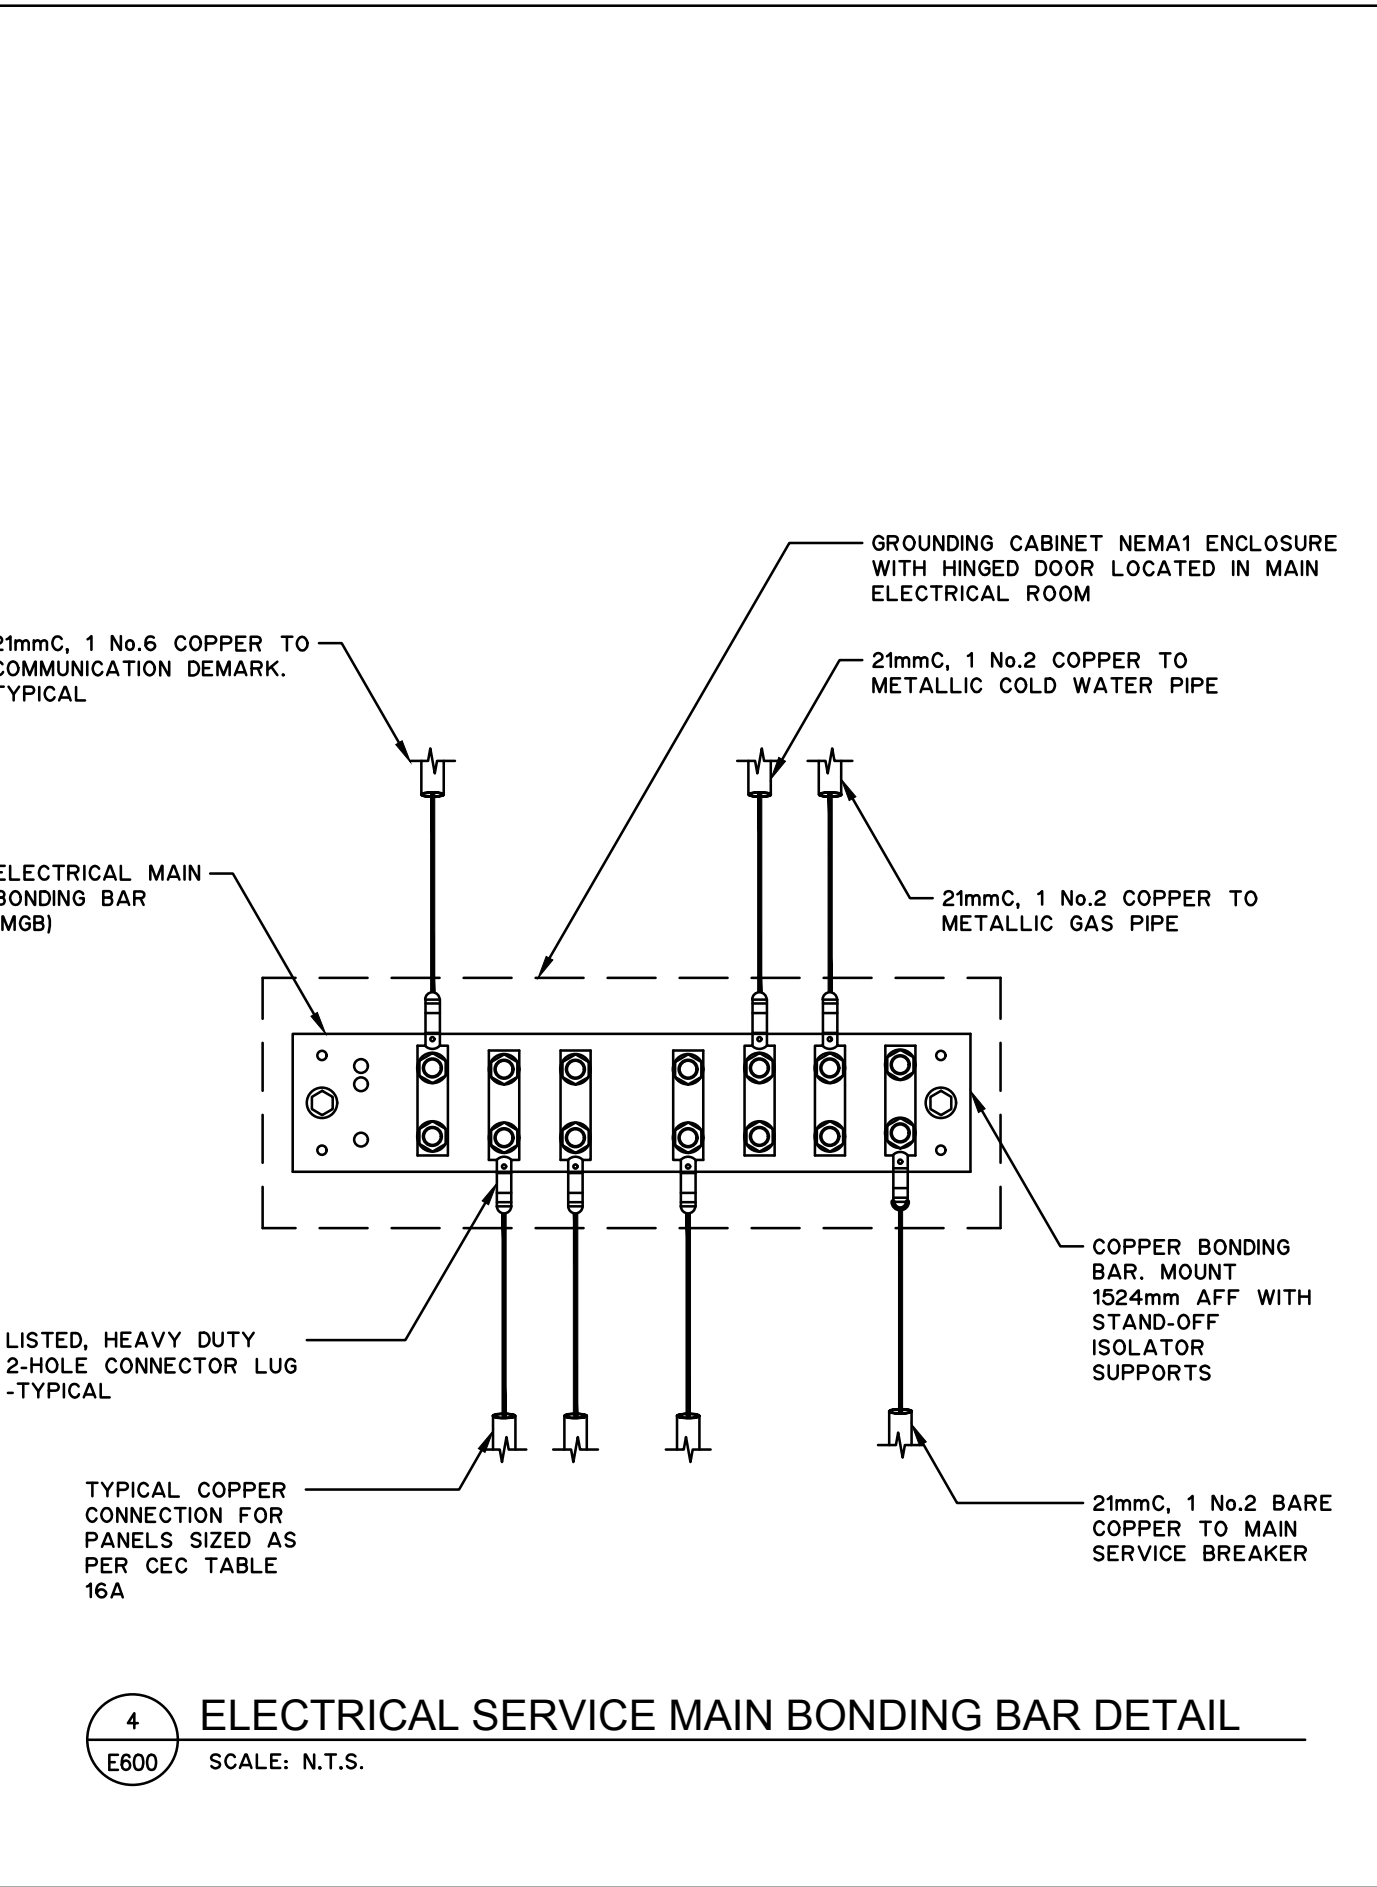 GROUNDING CABINET NEMA1 ENCLOSURE
WITH HINGED DOOR LOCATED IN MAIN
ELECTRICAL ROOM
21mmC, 1 No.6 COPPER TO
COMMUNICATION DEMARK.
TYPICAL
21mmC, 1 No.2 COPPER TO
METALLIC COLD WATER PIPE
ELECTRICAL MAIN
BONDING BAR
MGB)
21mmC, 1 No.2 COPPER TO
METALLIC GAS PIPE
COPPER BONDING
BAR. MOUNT
1524mm AFF WITH
STAND-OFF
ISOLATOR
SUPPORTS
LISTED, HEAVY DUTY
2-HOLE CONNECTOR LUG
-TYPICAL
TYPICAL COPPER
CONNECTION FOR
PANELS SIZED AS
PER CEC TABLE
16A
21mmC, 1 No.2 BARE
COPPER TO MAIN
SERVICE BREAKER
4
E600
ELECTRICAL SERVICE MAIN BONDING BAR DETAIL
SCALE: N.T.S.